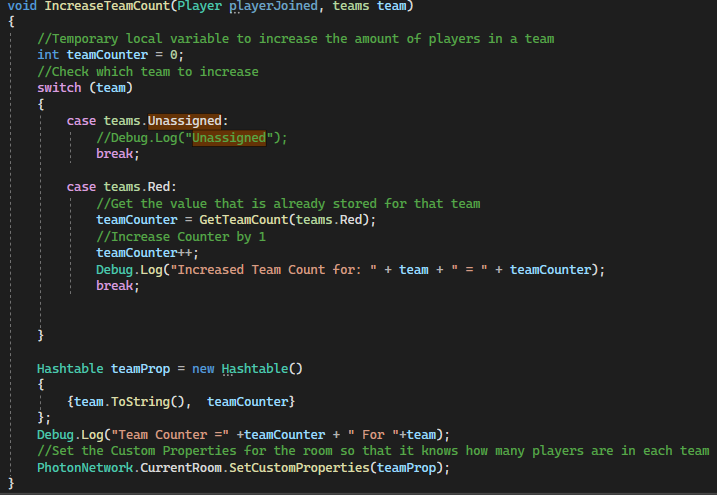 void IncreaseTeamCount(Player playerJoined, teams team)
{
//Temporary local variable to increase the amount of players in a team
int teamCounter = 0;
//Check which team to increase
switch (team)
{
case teams.Unassigned:
//Debug.Log("Unassigned");
break;
case teams.Red:
//Get the value that is already stored for that team
teamCounter = GetTeamCount(teams.Red);
//Increase Counter by 1
teamCounter++;
Debug.Log("Increased Team Count for: " + team + " = " + teamCounter);
break;
}
Hashtable teamProp = new Hashtable()
{
{team.ToString(), teamCounter}
};
Debug.Log("Team Counter =" +teamCounter + " For "+team);
//Set the Custom Properties for the room so that it knows how many players are in each team
PhotonNetwork.CurrentRoom.SetCustomProperties(teamProp);
}